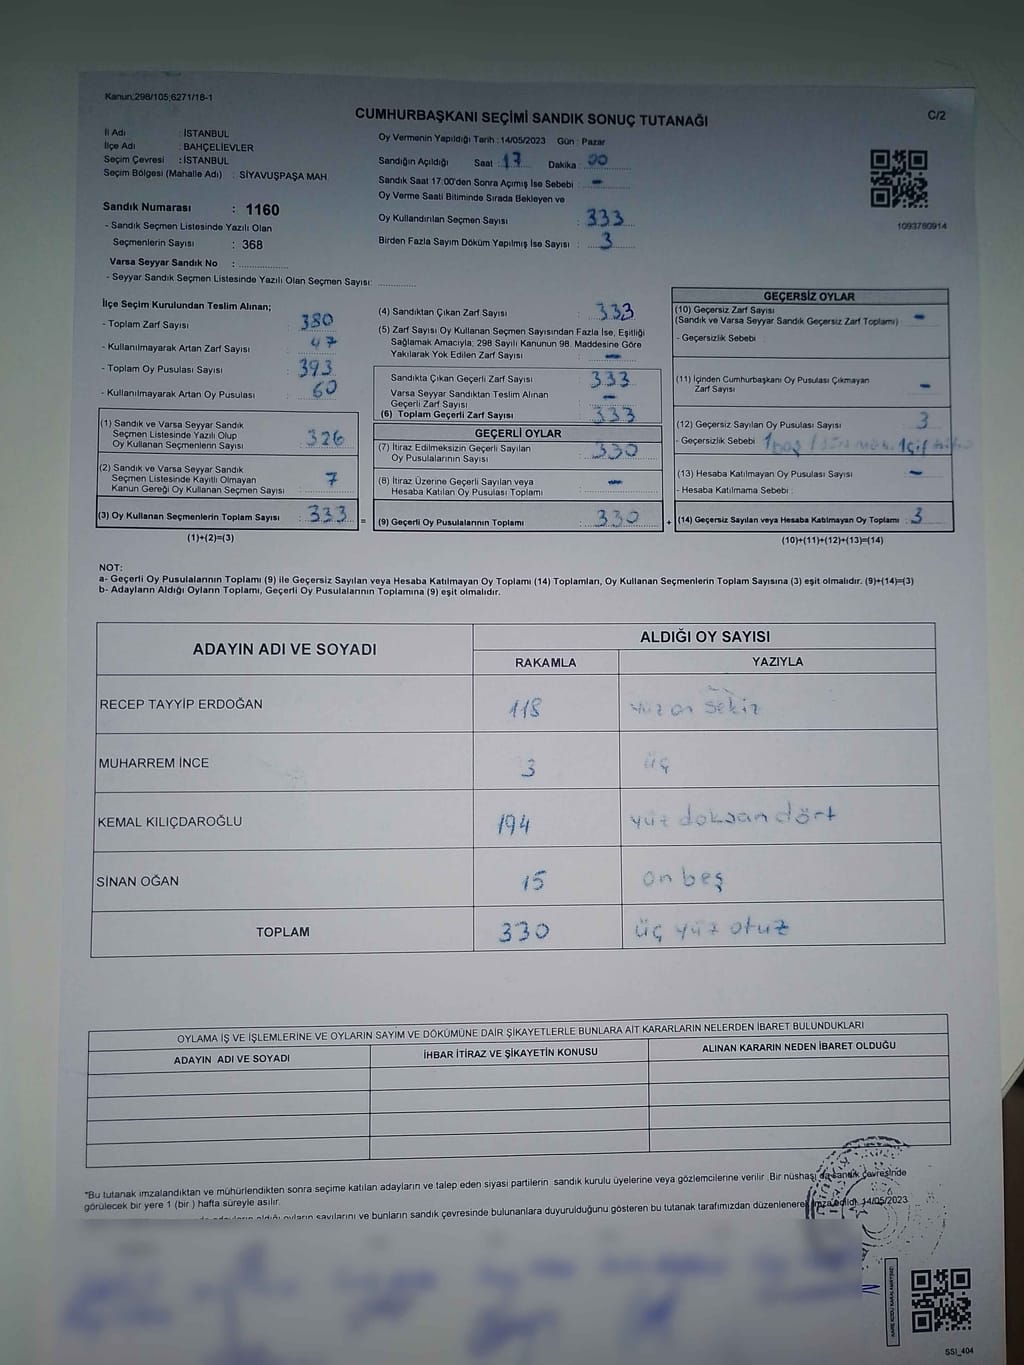 Kanun;298/105;6271/18-1
CUMHURBAŞKANI SEÇİMİ SANDIK SONUÇ TUTANAĞI
C/2
İl Adı : İSTANBUL
İlçe Adı : BAHÇELİEVLER
Seçim Çevresi : İSTANBUL
Seçim Bölgesi (Mahalle Adı) : SİYAVUŞPAŞA MAH.
Sandık Numarası : 1160
- Sandık Seçmen Listesinde Yazılı Olan
Seçmenlerin Sayısı : 368
Varsa Seyyar Sandık No : ................
- Seyyar Sandık Seçmen Listesinde Yazılı Olan Seçmen Sayısı: ............
Oy Vermenin Yapıldığı Tarih : 14/05/2023 Gün : Pazar
Sandığın Açıldığı Saat : 17 Dakika : 00
Sandık Saat 17:00'den Sonra Açımış İse Sebebi : -
Oy Verme Saati Bitiminde Sırada Bekleyen ve
Oy Kullandırılan Seçmen Sayısı : 333
Birden Fazla Sayım Döküm Yapılmış İse Sayısı : 3
1093780914
İlçe Seçim Kurulundan Teslim Alınan;
- Toplam Zarf Sayısı : 380
- Kullanılmayarak Artan Zarf Sayısı : 47
- Toplam Oy Pusulası Sayısı : 393
- Kullanılmayarak Artan Oy Pusulası : 60
(1) Sandık ve Varsa Seyyar Sandık
Seçmen Listesinde Yazılı Olup
Oy Kullanan Seçmenlerin Sayısı : 326
(2) Sandık ve Varsa Seyyar Sandık
Seçmen Listesinde Kayıtlı Olmayan
Kanun Gereği Oy Kullanan Seçmen Sayısı : 7
(3) Oy Kullanan Seçmenlerin Toplam Sayısı : 333 =
(1)+(2)=(3)
(4) Sandıktan Çıkan Zarf Sayısı : 333
(5) Zarf Sayısı Oy Kullanan Seçmen Sayısından Fazla İse, Eşitliği
Sağlamak Amacıyla; 298 Sayılı Kanunun 98. Maddesine Göre
Yakılarak Yok Edilen Zarf Sayısı : -
Sandıkta Çıkan Geçerli Zarf Sayısı : 333
Varsa Seyyar Sandıktan Teslim Alınan
Geçerli Zarf Sayısı : -
(6) Toplam Geçerli Zarf Sayısı : 333
GEÇERLİ OYLAR
(7) İtiraz Edilmeksizin Geçerli Sayılan
Oy Pusulalarının Sayısı : 330
(8) İtiraz Üzerine Geçerli Sayılan veya
Hesaba Katılan Oy Pusulası Toplamı : -
(9) Geçerli Oy Pusulalarının Toplamı : 330 +
GEÇERSİZ OYLAR
(10) Geçersiz Zarf Sayısı
(Sandık ve Varsa Seyyar Sandık Geçersiz Zarf Toplamı) : -
- Geçersizlik Sebebi :
(11) İçinden Cumhurbaşkanı Oy Pusulası Çıkmayan
Zarf Sayısı : -
(12) Geçersiz Sayılan Oy Pusulası Sayısı : 3
- Geçersizlik Sebebi : 1 boş
(13) Hesaba Katılmayan Oy Pusulası Sayısı : -
- Hesaba Katılmama Sebebi :
(14) Geçersiz Sayılan veya Hesaba Katılmayan Oy Toplamı : 3
(10)+(11)+(12)+(13)=(14)
NOT:
a- Geçerli Oy Pusulalarının Toplamı (9) ile Geçersiz Sayılan veya Hesaba Katılmayan Oy Toplamı (14) Toplamları, Oy Kullanan Seçmenlerin Toplam Sayısına (3) eşit olmalıdır. (9)+(14)=(3)
b- Adayların Aldığı Oyların Toplamı, Geçerli Oy Pusulalarının Toplamına (9) eşit olmalıdır.
ADAYIN ADI VE SOYADI ALDIĞI OY SAYISI
RAKAMLA YAZIYLA
RECEP TAYYİP ERDOĞAN 118 yüz on sekiz
MUHARREM İNCE 3 üç
KEMAL KILIÇDAROĞLU 194 yüz doksan dört
SİNAN OĞAN 15 on beş
TOPLAM 330 üç yüz otuz
OYLAMA İŞ VE İŞLEMLERİNE VE OYLARIN SAYIM VE DÖKÜMÜNE DAİR ŞİKAYETLERLE BUNLARA AİT KARARLARIN NELERDEN İBARET BULUNDUKLARI
ADAYIN ADI VE SOYADI İHBAR İTİRAZ VE ŞİKAYETİN KONUSU ALINAN KARARIN NEDEN İBARET OLDUĞU
*Bu tutanak imzalandıktan ve mühürlendikten sonra seçime katılan adayların ve talep eden siyasi partilerin sandık kurulu üyelerine veya gözlemcilerine verilir. Bir nüshası da sandık çevresinde
görülecek bir yere 1 (bir ) hafta süreyle asılır.
aldığı oyların sayılarını ve bunların sandık çevresinde bulunanlara duyurulduğunu gösteren bu tutanak tarafımızdan düzenlenerek imza edildi. 14/05/2023
SSI_404